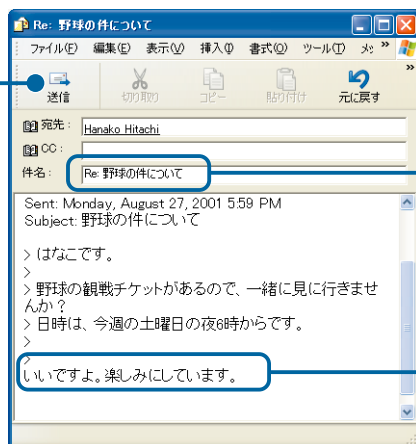 Re: 野球の件について
ファイル(F) 編集(E) 表示(V) 挿入(I) 書式(O) ツール(T) メッ »
送信 切り取り コピー 貼り付け 元に戻す »
宛先: Hanako Hitachi
CC:
件名: Re: 野球の件について
Sent: Monday, August 27, 2001 5:59 PM
Subject: 野球の件について
> はなこです。
>
> 野球の観戦チケットがあるので、一緒に見に行きませ
んか?
> 日時は、今週の土曜日の夜6時からです。
>
>
いいですよ。楽しみにしています。